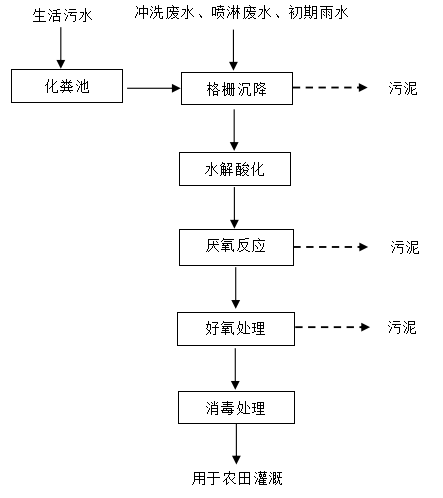 生活污水
冲洗废水、喷淋废水、初期雨水
化粪池
格栅沉降
污泥
水解酸化
厌氧反应
污泥
好氧处理
污泥
消毒处理
用于农田灌溉